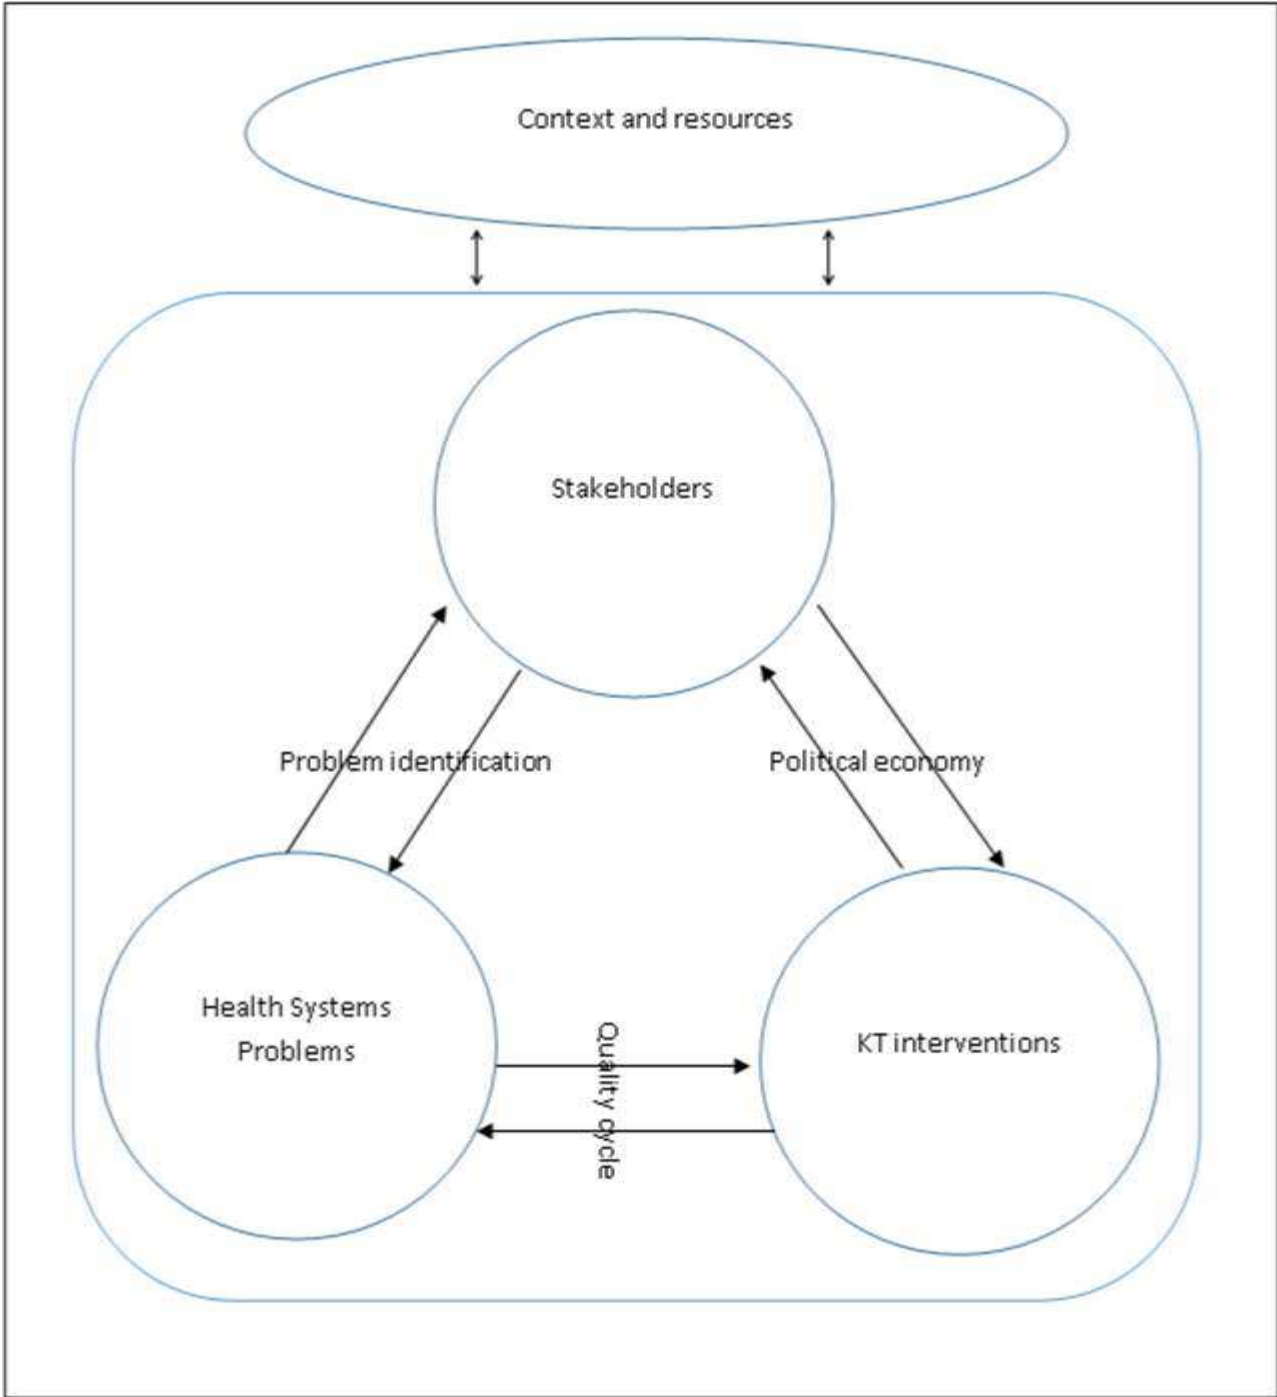 Context and resources
Stakeholders
Problem identification
Political economy
Health Systems
Problems
KT interventions
Quality cycle